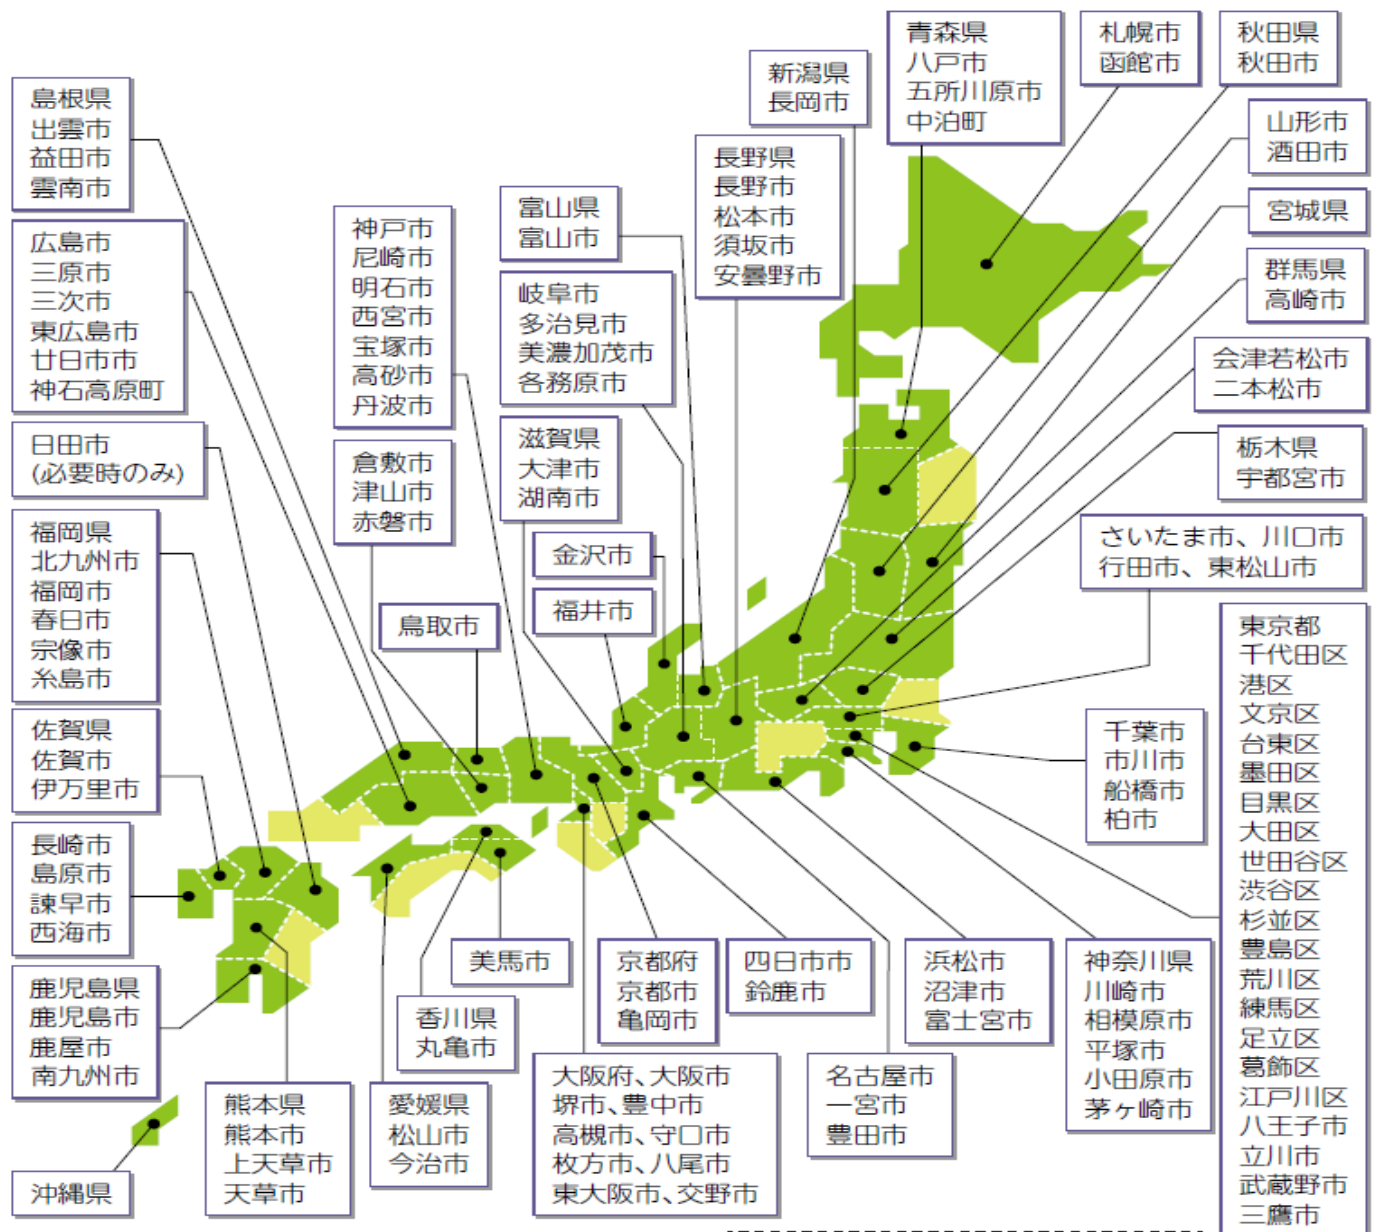 青森県
八戸市
五所川原市
中泊町
札幌市
函館市
秋田県
秋田市
新潟県
長岡市
島根県
出雲市
益田市
雲南市
山形市
酒田市
長野県
長野市
松本市
須坂市
安曇野市
富山県
富山市
宮城県
神戸市
尼崎市
明石市
西宮市
宝塚市
高砂市
丹波市
広島市
三原市
三次市
東広島市
廿日市市
神石高原町
群馬県
高崎市
岐阜市
多治見市
美濃加茂市
各務原市
会津若松市
二本松市
日田市
(必要時のみ)
倉敷市
津山市
赤磐市
滋賀県
大津市
湖南市
栃木県
宇都宮市
福岡県
北九州市
福岡市
春日市
宗像市
糸島市
金沢市
さいたま市、川口市
行田市、東松山市
福井市
鳥取市
東京都
千代田区
港区
文京区
台東区
墨田区
目黒区
大田区
世田谷区
渋谷区
杉並区
豊島区
荒川区
練馬区
足立区
葛飾区
江戸川区
八王子市
立川市
武蔵野市
三鷹市
佐賀県
佐賀市
伊万里市
千葉市
市川市
船橋市
柏市
長崎市
島原市
諫早市
西海市
美馬市
京都府
京都市
亀岡市
四日市市
鈴鹿市
浜松市
沼津市
富士宮市
神奈川県
川崎市
相模原市
平塚市
小田原市
茅ヶ崎市
鹿児島県
鹿児島市
鹿屋市
南九州市
香川県
丸亀市
大阪府、大阪市
堺市、豊中市
高槻市、守口市
枚方市、八尾市
東大阪市、交野市
名古屋市
一宮市
豊田市
熊本県
熊本市
上天草市
天草市
愛媛県
松山市
今治市
沖縄県